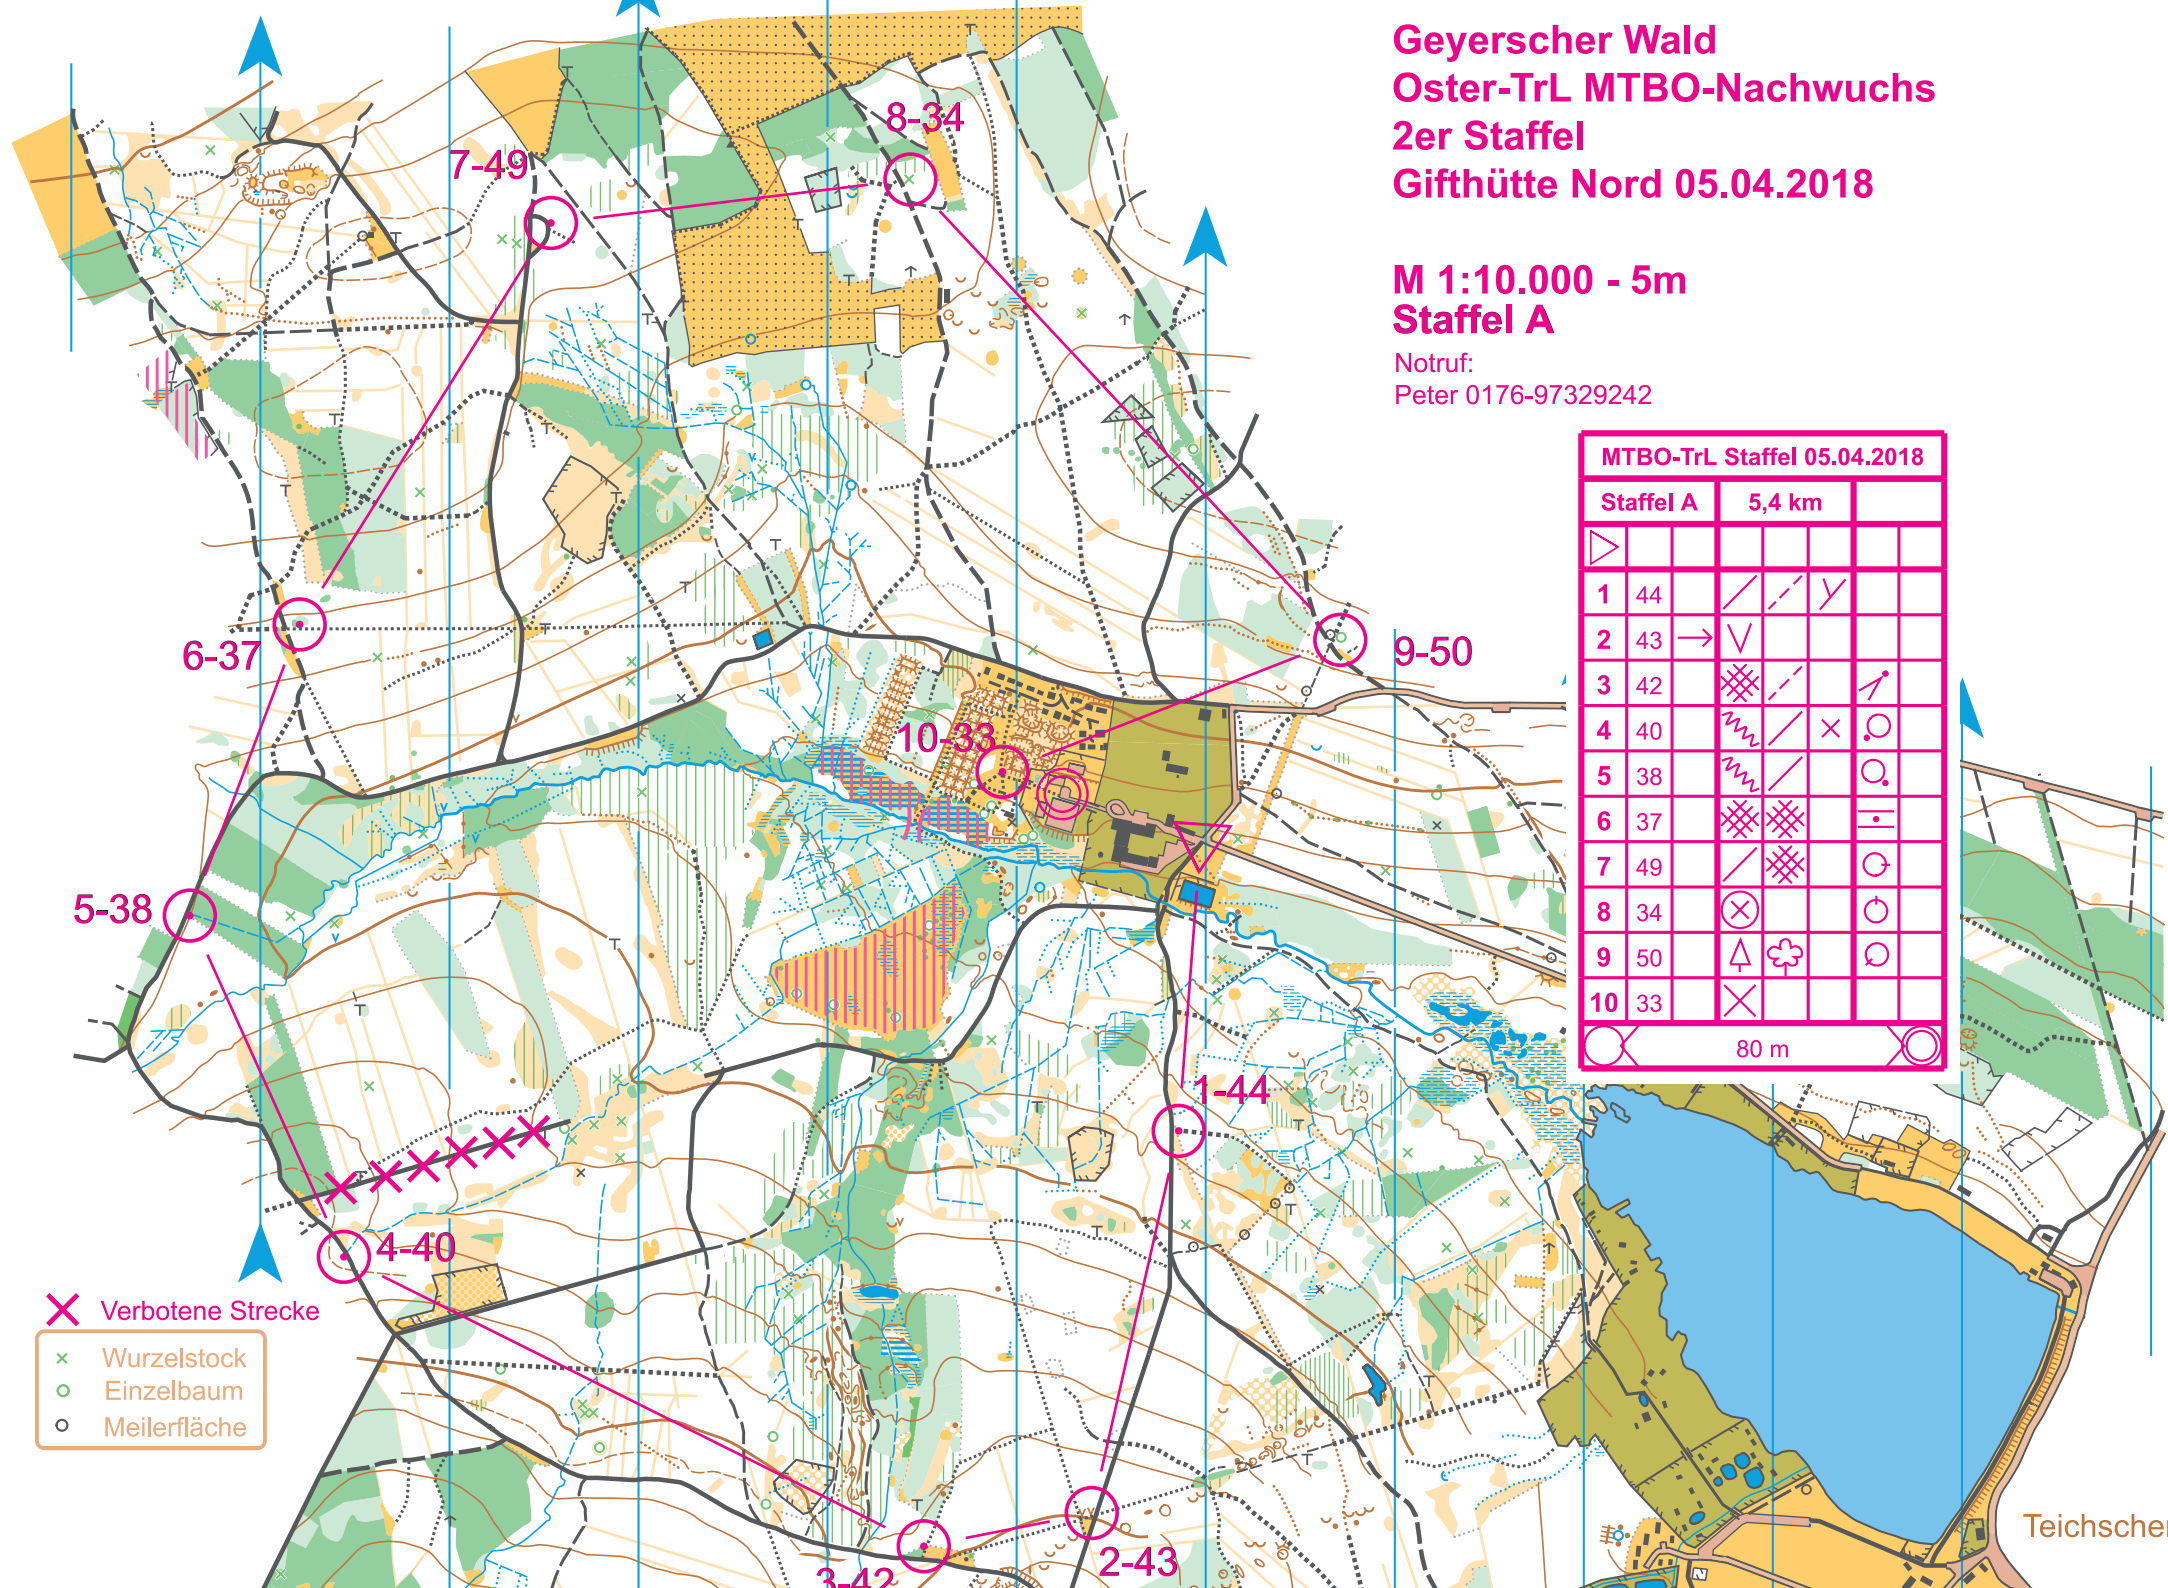 Geyerscher Wald
Oster-TrL MTBO-Nachwuchs
2er Staffel
Gifthütte Nord 05.04.2018
M 1:10.000 - 5m
Staffel A
Notruf:
Peter 0176-97329242
MTBO-TrL Staffel 05.04.2018
Staffel A 5,4 km
1 44
2 43
3 42
4 40
5 38
6 37
7 49
8 34
9 50
10 33
80 m
8-34
7-49
6-37
9-50
10-33
5-38
1-44
4-40
2-43
3-42
Verbotene Strecke
Wurzelstock
Einzelbaum
Meilerfläche